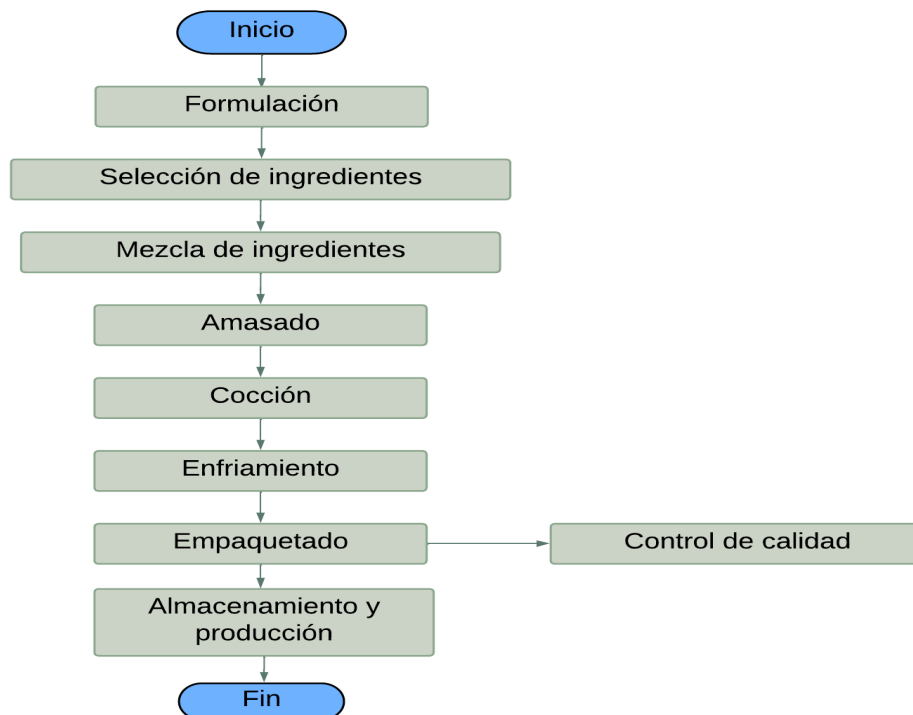 Inicio
Formulación
Selección de ingredientes
Mezcla de ingredientes
Amasado
Cocción
Enfriamiento
Empaquetado
Control de calidad
Almacenamiento y
producción
Fin